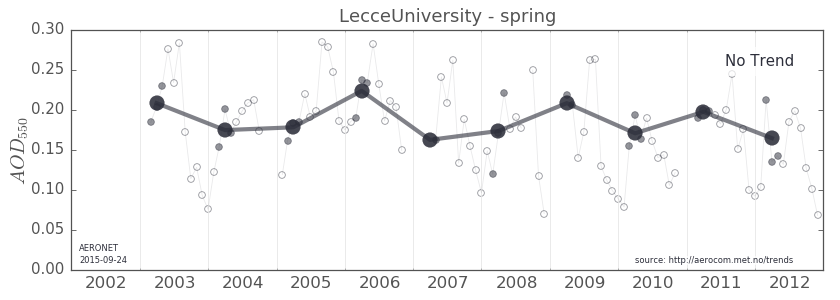 LecceUniversity - spring
0.30
0.25
0.20
0.15
0.10
0.05
0.00
AOD550
No Trend
AERONET
2015-09-24
source: http://aerocom.met.no/trends
2002 2003 2004 2005 2006 2007 2008 2009 2010 2011 2012